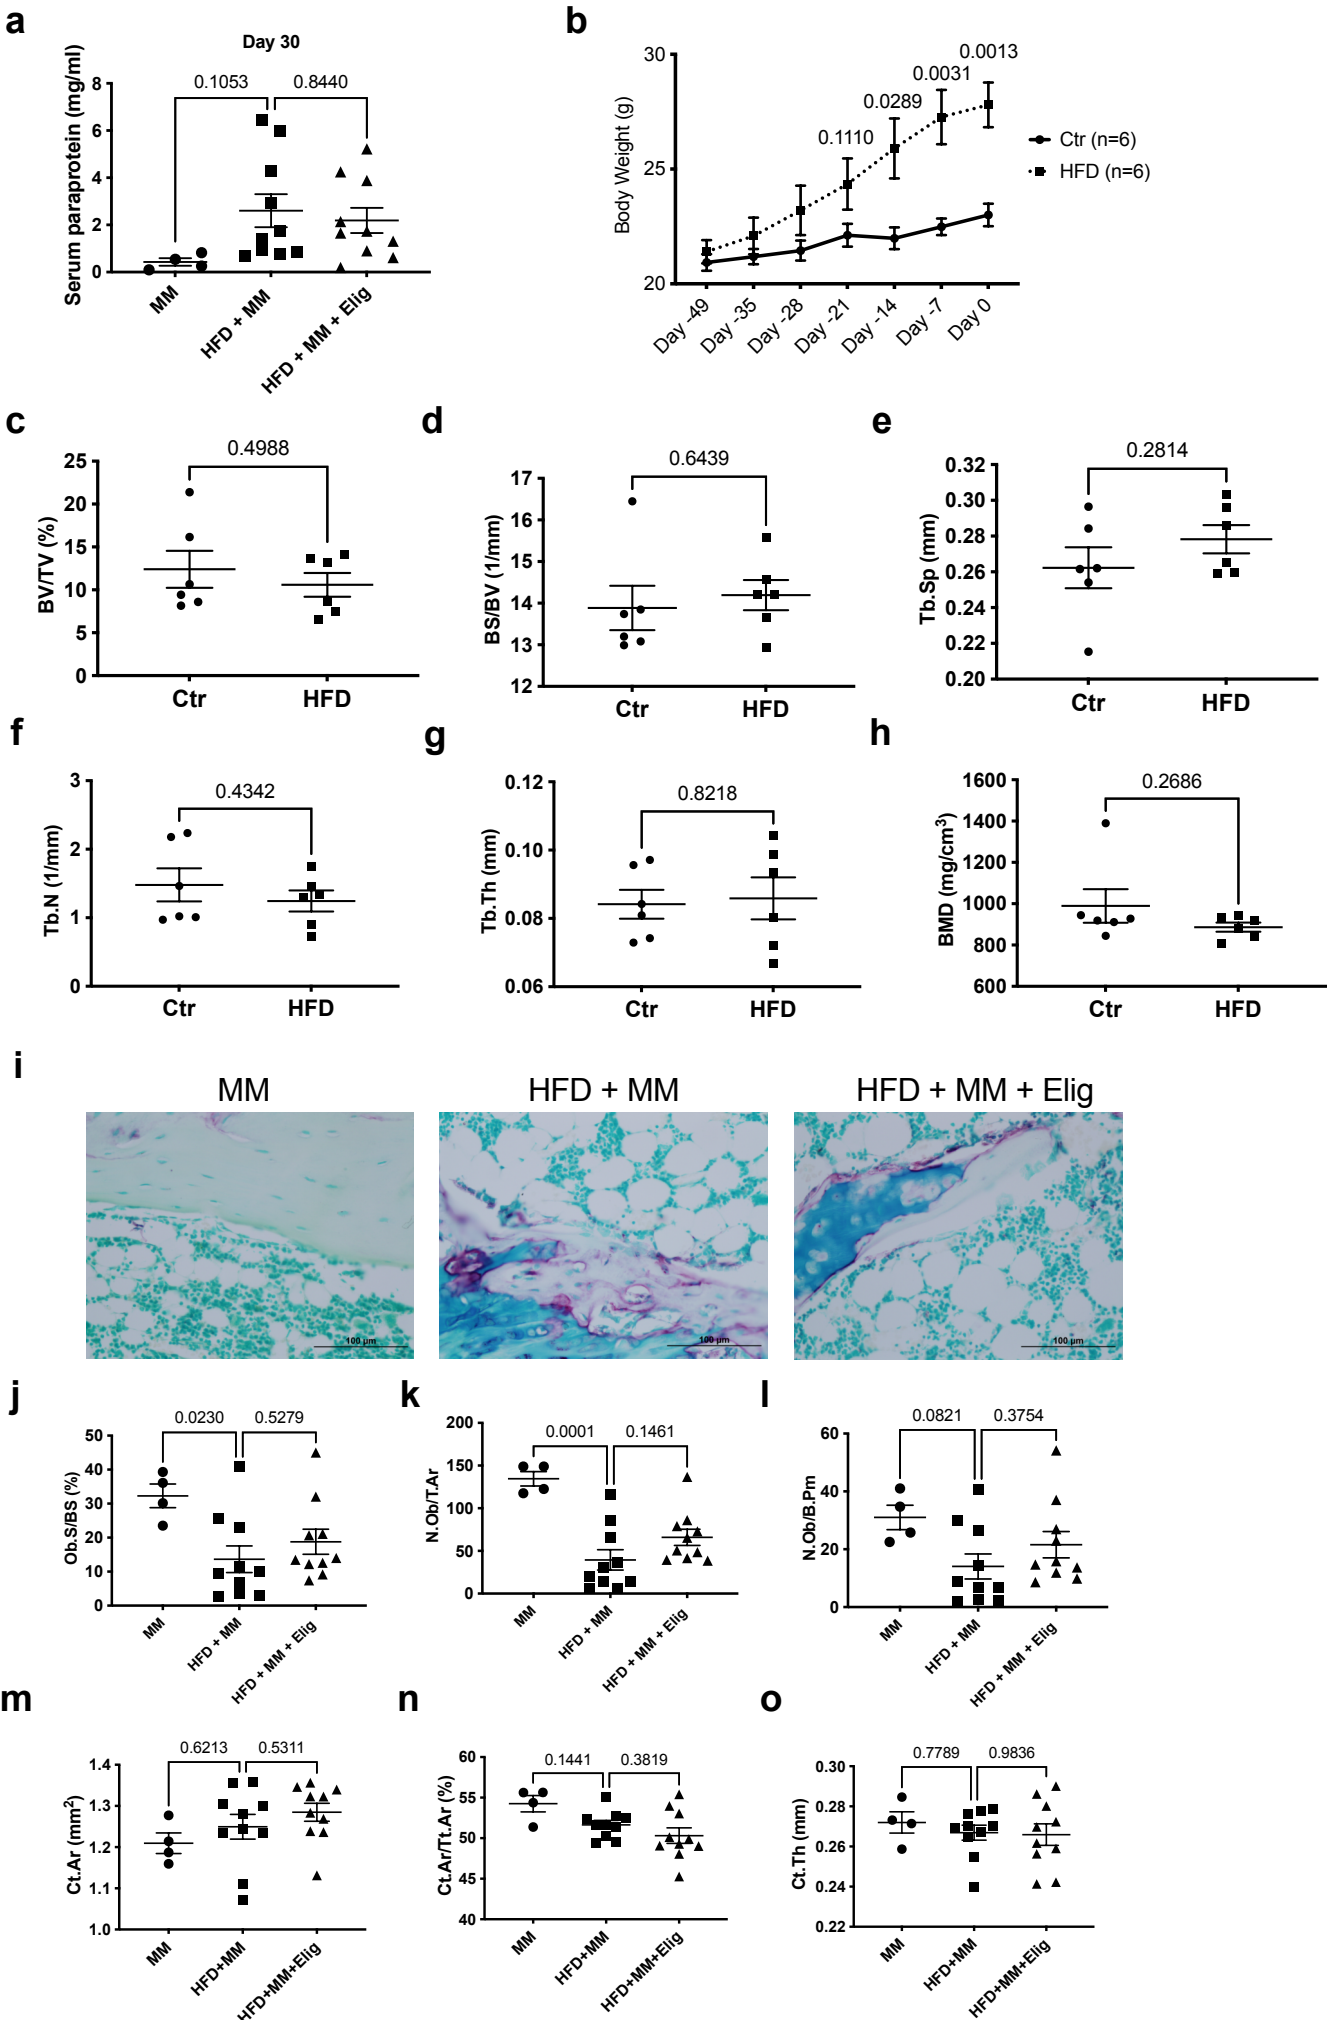 a
Day 30
Serum paraprotein (mg/ml)
0.1053
0.8440
8
6
4
2
0
MM
HFD + MM
HFD + MM + Elig
b
Body Weight (g)
30
25
20
0.1110
0.0289
0.0031
0.0013
Ctr (n=6)
HFD (n=6)
Day -49
Day -35
Day -28
Day -21
Day -14
Day -7
Day 0
c
BV/TV (%)
0.4988
25
20
15
10
5
0
Ctr
HFD
d
BS/BV (1/mm)
0.6439
17
16
15
14
13
12
Ctr
HFD
e
Tb.Sp (mm)
0.2814
0.32
0.30
0.28
0.26
0.24
0.22
0.20
Ctr
HFD
f
Tb.N (1/mm)
0.4342
3
2
1
0
Ctr
HFD
g
Tb.Th (mm)
0.8218
0.12
0.10
0.08
0.06
Ctr
HFD
h
BMD (mg/cm³)
0.2686
1600
1400
1200
1000
800
600
Ctr
HFD
i
MM
HFD + MM
HFD + MM + Elig
100 µm
100 µm
100 µm
j
Ob.S/BS (%)
0.0230
0.5279
50
40
30
20
10
0
MM
HFD + MM
HFD + MM + Elig
k
N.Ob/T.Ar
0.0001
0.1461
200
150
100
50
0
MM
HFD + MM
HFD + MM + Elig
l
N.Ob/B.Pm
0.0821
0.3754
60
40
20
0
MM
HFD + MM
HFD + MM + Elig
m
Ct.Ar (mm²)
0.6213
0.5311
1.4
1.3
1.2
1.1
1.0
MM
HFD+MM
HFD+MM+Elig
n
Ct.Ar/Tt.Ar (%)
0.1441
0.3819
60
55
50
45
40
MM
HFD+MM
HFD+MM+Elig
o
Ct.Th (mm)
0.7789
0.9836
0.30
0.28
0.26
0.24
0.22
MM
HFD+MM
HFD+MM+Elig